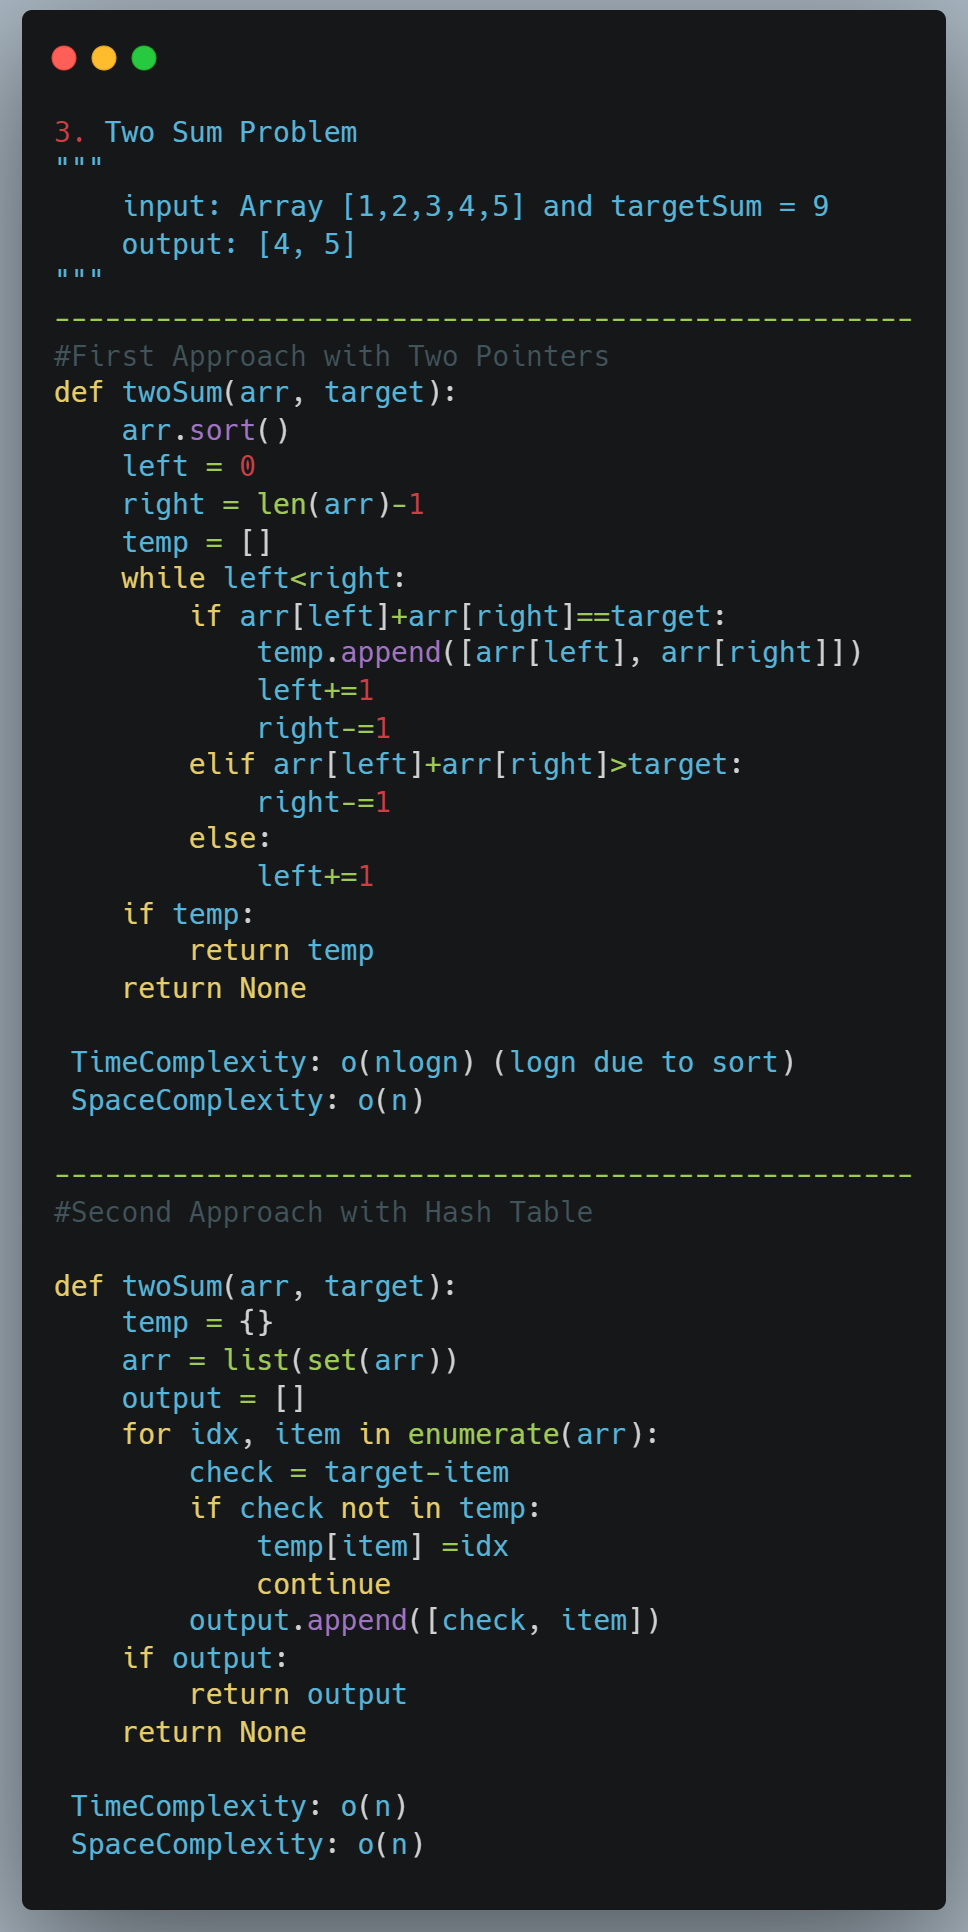 3. Two Sum Problem
"""
    input: Array [1,2,3,4,5] and targetSum = 9
    output: [4, 5]
"""
---------------------------------------------------
#First Approach with Two Pointers
def twoSum(arr, target):
    arr.sort()
    left = 0
    right = len(arr)-1
    temp = []
    while left<right:
        if arr[left]+arr[right]==target:
            temp.append([arr[left], arr[right]])
            left+=1
            right-=1
        elif arr[left]+arr[right]>target:
            right-=1
        else:
            left+=1
    if temp:
        return temp
    return None

 TimeComplexity: o(nlogn) (logn due to sort)
 SpaceComplexity: o(n)

---------------------------------------------------
#Second Approach with Hash Table

def twoSum(arr, target):
    temp = {}
    arr = list(set(arr))
    output = []
    for idx, item in enumerate(arr):
        check = target-item
        if check not in temp:
            temp[item] =idx
            continue
        output.append([check, item])
    if output:
        return output
    return None

 TimeComplexity: o(n)
 SpaceComplexity: o(n)